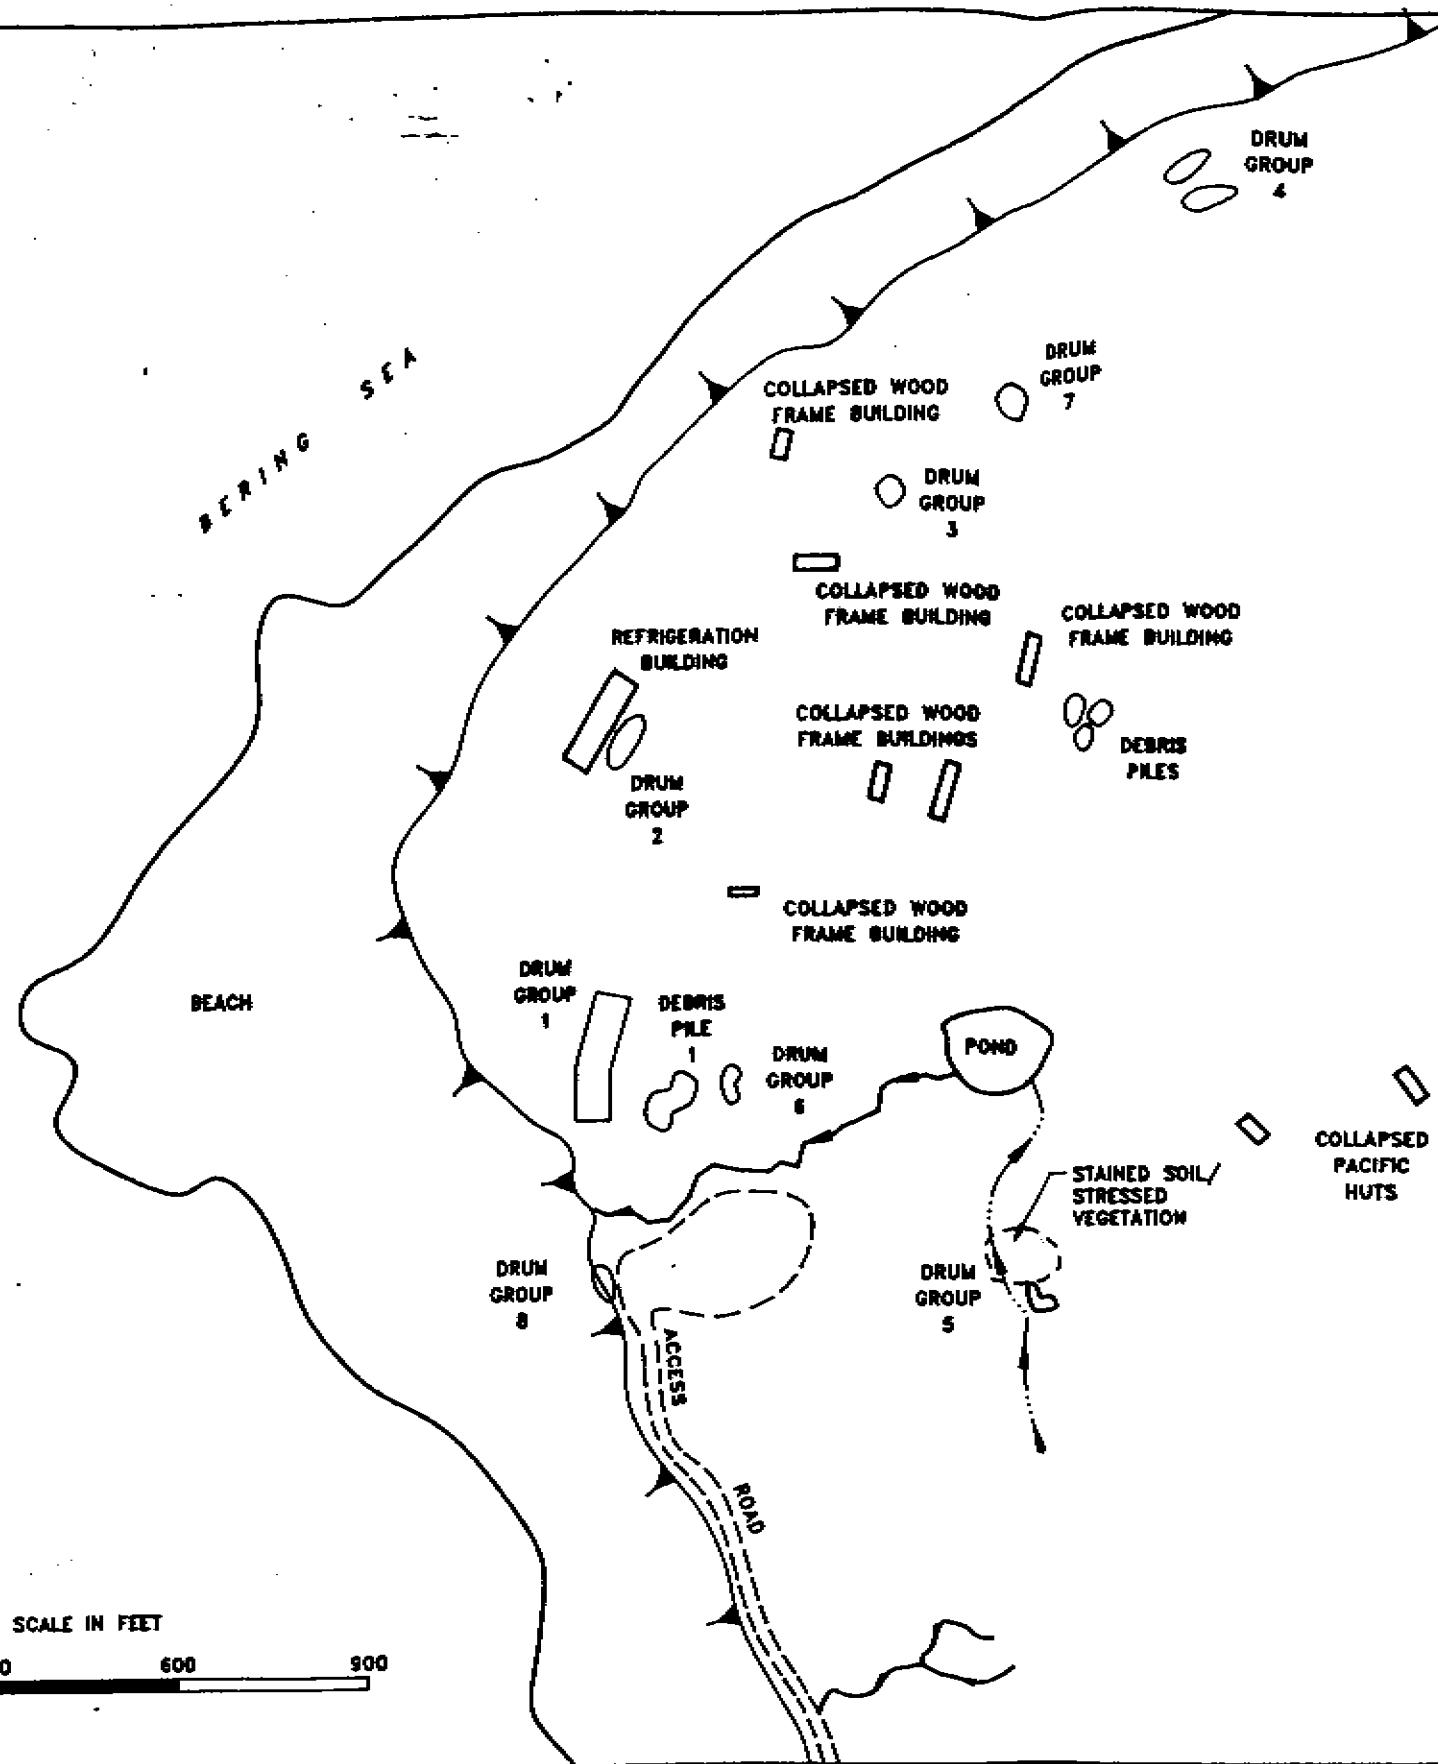 DRUM
GROUP
4
BERING SEA
DRUM
GROUP
7
COLLAPSED WOOD
FRAME BUILDING
DRUM
GROUP
3
COLLAPSED WOOD
FRAME BUILDING
COLLAPSED WOOD
FRAME BUILDING
REFRIGERATION
BUILDING
COLLAPSED WOOD
FRAME BUILDINGS
DEBRIS
PILES
DRUM
GROUP
2
COLLAPSED WOOD
FRAME BUILDING
DRUM
GROUP
1
BEACH
DEBRIS
PILE
1
DRUM
GROUP
6
POND
COLLAPSED
PACIFIC
HUTS
STAINED SOIL/
STRESSED
VEGETATION
DRUM
GROUP
8
DRUM
GROUP
5
ACCESS
ROAD
SCALE IN FEET
0 600 900